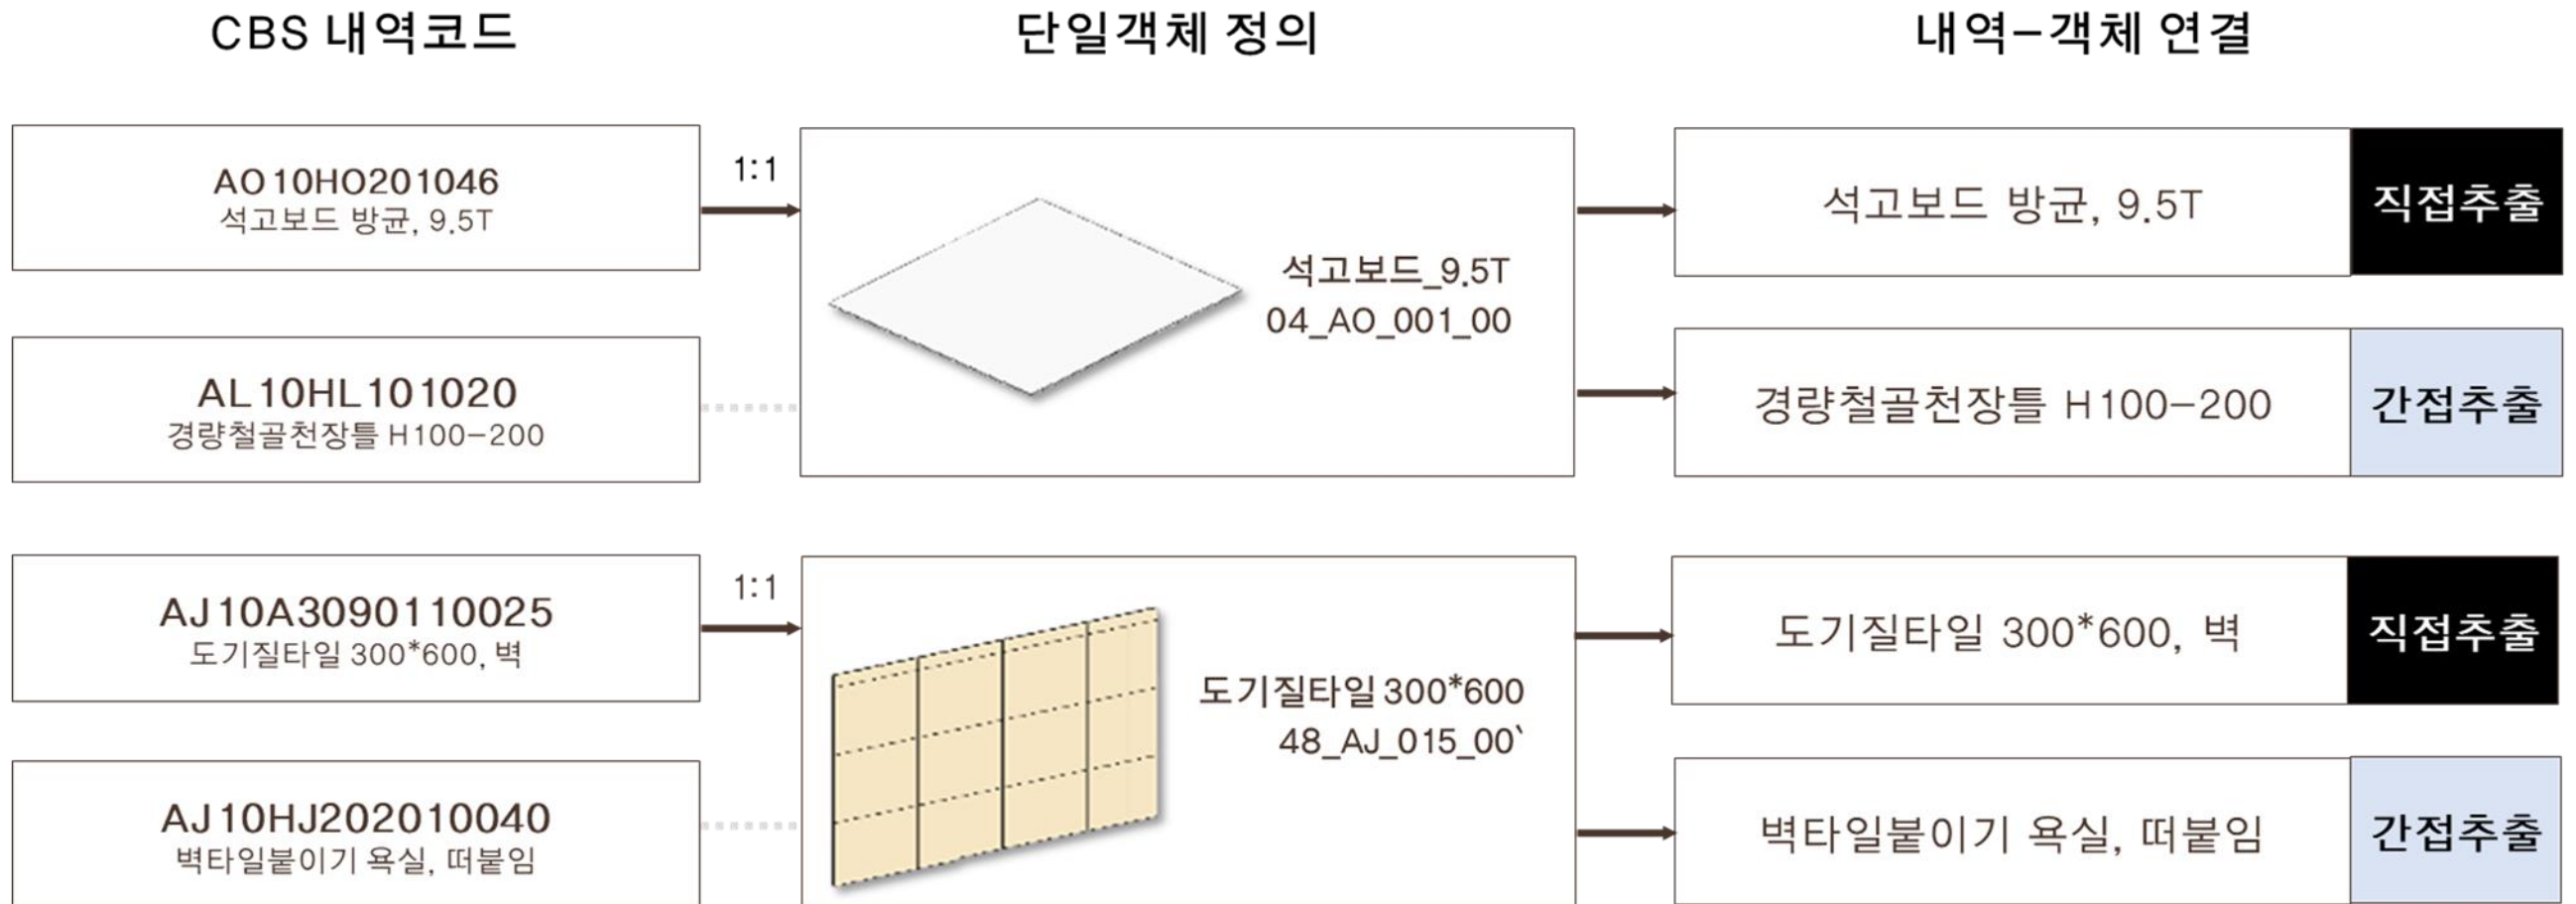 CBS 내역코드
단일객체 정의
내역-객체 연결
AO10HO201046
석고보드 방균, 9.5T
1:1
석고보드_9.5T
04_AO_001_00
석고보드 방균, 9.5T
직접추출
AL10HL101020
경량철골천장틀 H100-200
경량철골천장틀 H100-200
간접추출
AJ10A3090110025
도기질타일 300*600, 벽
1:1
도기질타일 300*600
48_AJ_015_00`
도기질타일 300*600, 벽
직접추출
AJ10HJ202010040
벽타일붙이기 욕실, 떠붙임
벽타일붙이기 욕실, 떠붙임
간접추출